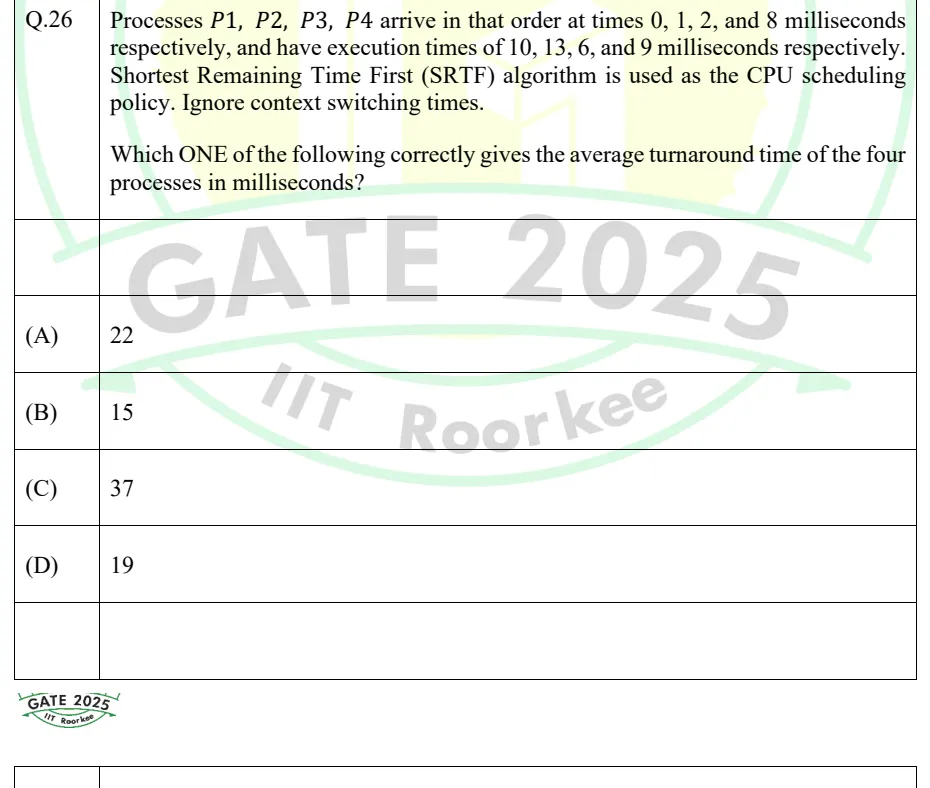 Q.26 Processes P1, P2, P3, P4 arrive in that order at times 0, 1, 2, and 8 milliseconds
respectively, and have execution times of 10, 13, 6, and 9 milliseconds respectively.
Shortest Remaining Time First (SRTF) algorithm is used as the CPU scheduling
policy. Ignore context switching times.
Which ONE of the following correctly gives the average turnaround time of the four
processes in milliseconds?
GATE 2025
(A) 22
IIT Roorkee
(B) 15
(C) 37
(D) 19
GATE 2025
IIT Roorkee